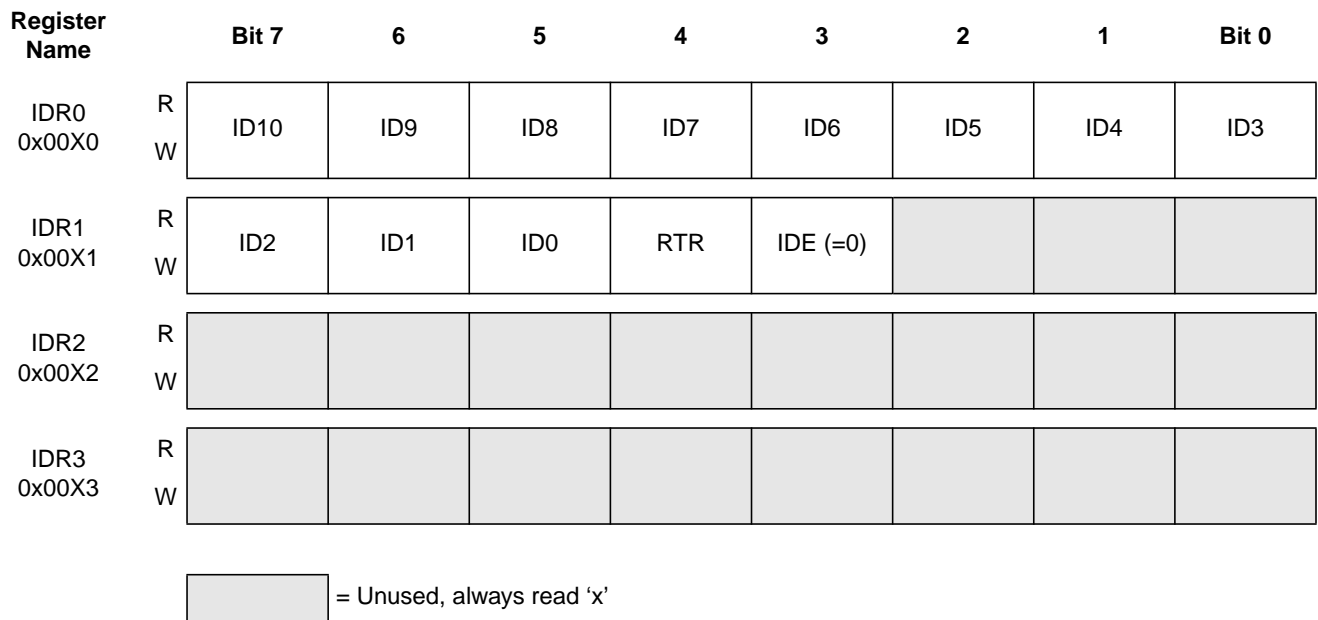 Register
Name
Bit 7 6 5 4 3 2 1 Bit 0
IDR0
0x00X0
R
W
ID10 ID9 ID8 ID7 ID6 ID5 ID4 ID3
IDR1
0x00X1
R
W
ID2 ID1 ID0 RTR IDE (=0)
IDR2
0x00X2
R
W
IDR3
0x00X3
R
W
= Unused, always read ‘x’